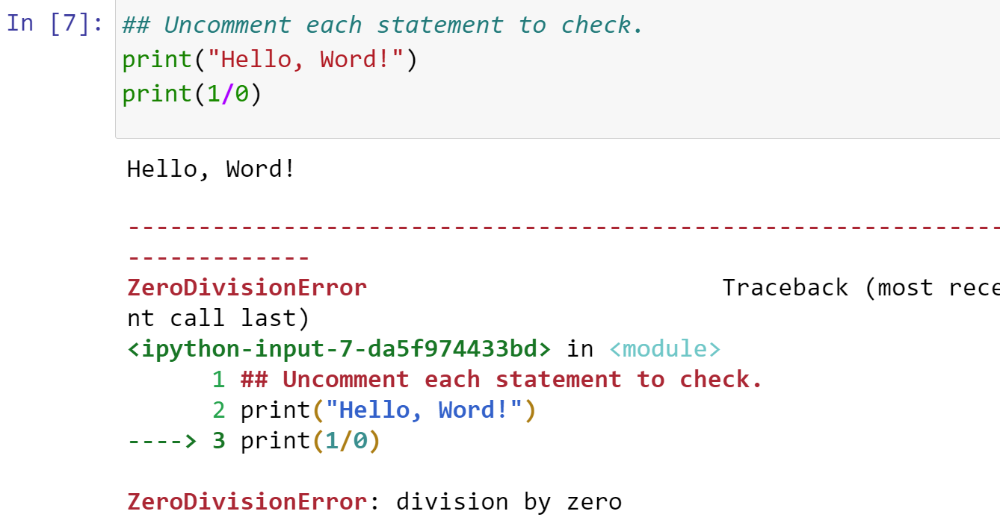 In [7]: ## Uncomment each statement to check.
print("Hello, Word!")
print(1/0)
Hello, Word!
---------------------------------------------------------------
-------------
ZeroDivisionError Traceback (most rece
nt call last)
<ipython-input-7-da5f974433bd> in <module>
1 ## Uncomment each statement to check.
2 print("Hello, Word!")
----> 3 print(1/0)
ZeroDivisionError: division by zero